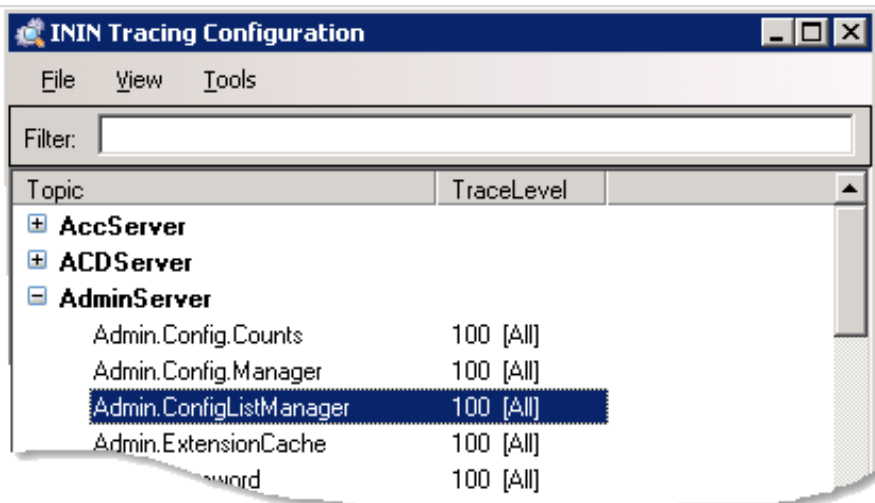 ININ Tracing Configuration
File View Tools
Filter:
Topic TraceLevel
AccServer
ACDServer
AdminServer
Admin.Config.Counts 100 [All]
Admin.Config.Manager 100 [All]
Admin.ConfigListManager 100 [All]
Admin.ExtensionCache 100 [All]
100 [All]